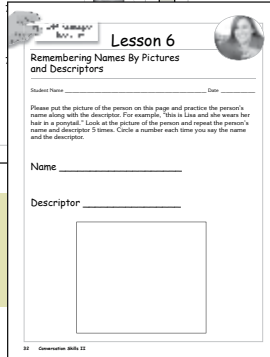 Lesson 6
Remembering Names By Pictures
and Descriptors
Student Name Date
Please put the picture of the person on this page and practice the person's
name along with the descriptor. For example, "this is Lisa and she wears her
hair in a ponytail." Look at the picture of the person and repeat the person's
name and descriptor 5 times. Circle a number each time you say the name
and the descriptor.
Name
Descriptor
32 Conversation Skills II